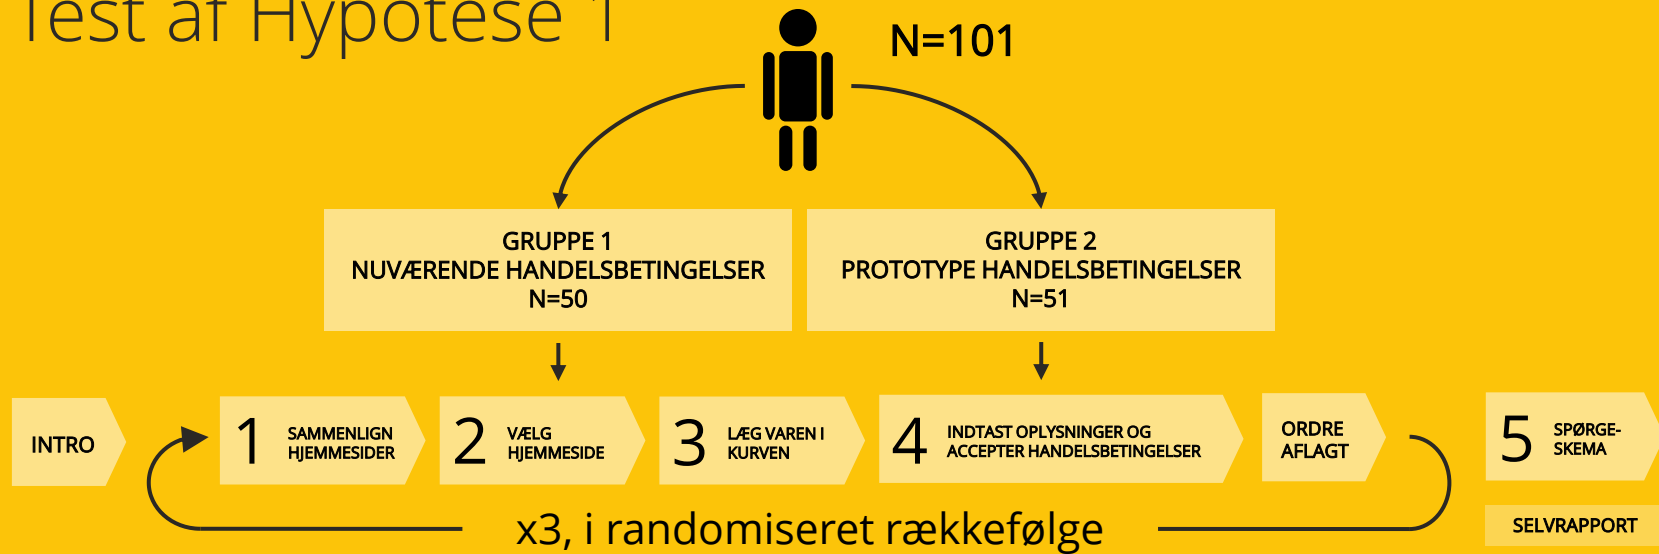 Test af Hypotese 1
N=101
GRUPPE 1
NUVÆRENDE HANDELSBETINGELSER
N=50
GRUPPE 2
PROTOTYPE HANDELSBETINGELSER
N=51
INTRO
1
SAMMENLIGN
HJEMMESIDER
2
VÆLG
HJEMMESIDE
3
LÆG VAREN I
KURVEN
4
INDTAST OPLYSNINGER OG
ACCEPTER HANDELSBETINGELSER
ORDRE
AFLAGT
5
SPØRGE-
SKEMA
x3, i randomiseret rækkefølge
SELVRAPPORT